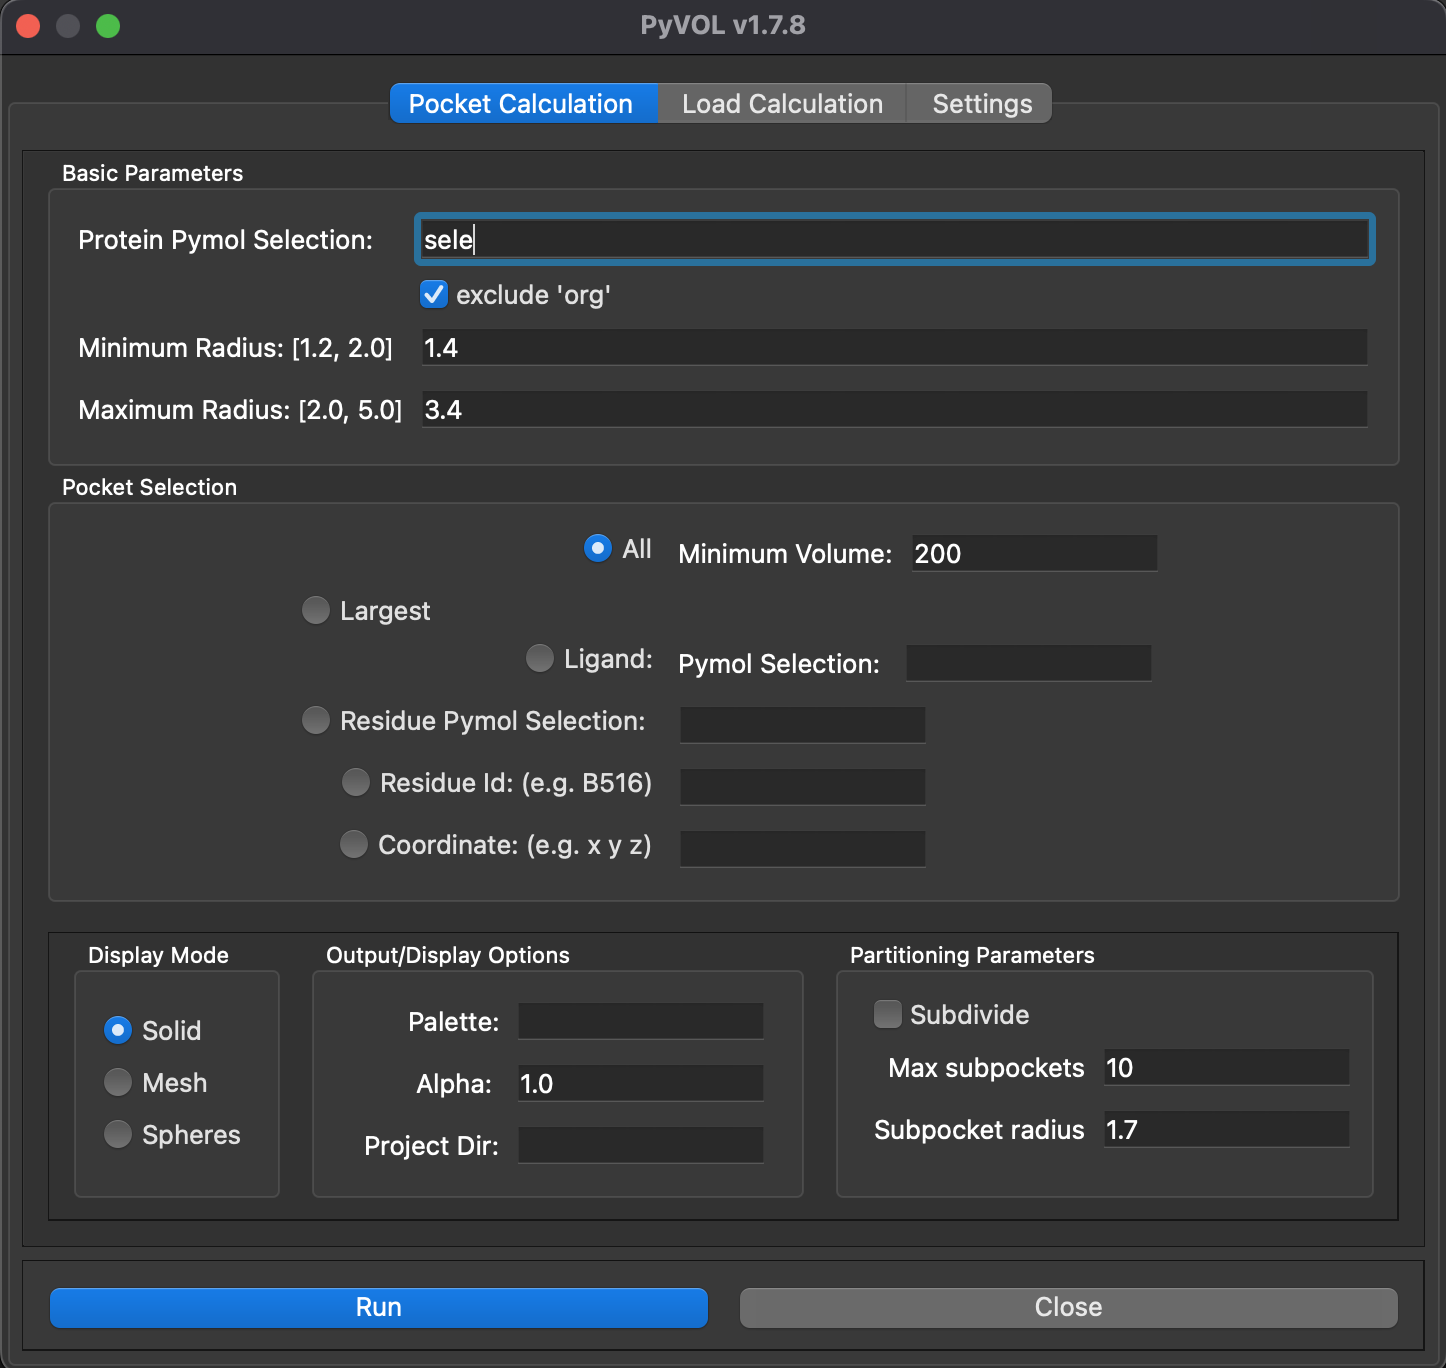 PyVOL v1.7.8
Pocket Calculation Load Calculation Settings
Basic Parameters
Protein Pymol Selection: sele
exclude 'org'
Minimum Radius: [1.2, 2.0] 1.4
Maximum Radius: [2.0, 5.0] 3.4
Pocket Selection
All Minimum Volume: 200
Largest
Ligand: Pymol Selection:
Residue Pymol Selection:
Residue Id: (e.g. B516)
Coordinate: (e.g. x y z)
Display Mode
Solid
Mesh
Spheres
Output/Display Options
Palette:
Alpha: 1.0
Project Dir:
Partitioning Parameters
Subdivide
Max subpockets 10
Subpocket radius 1.7
Run Close